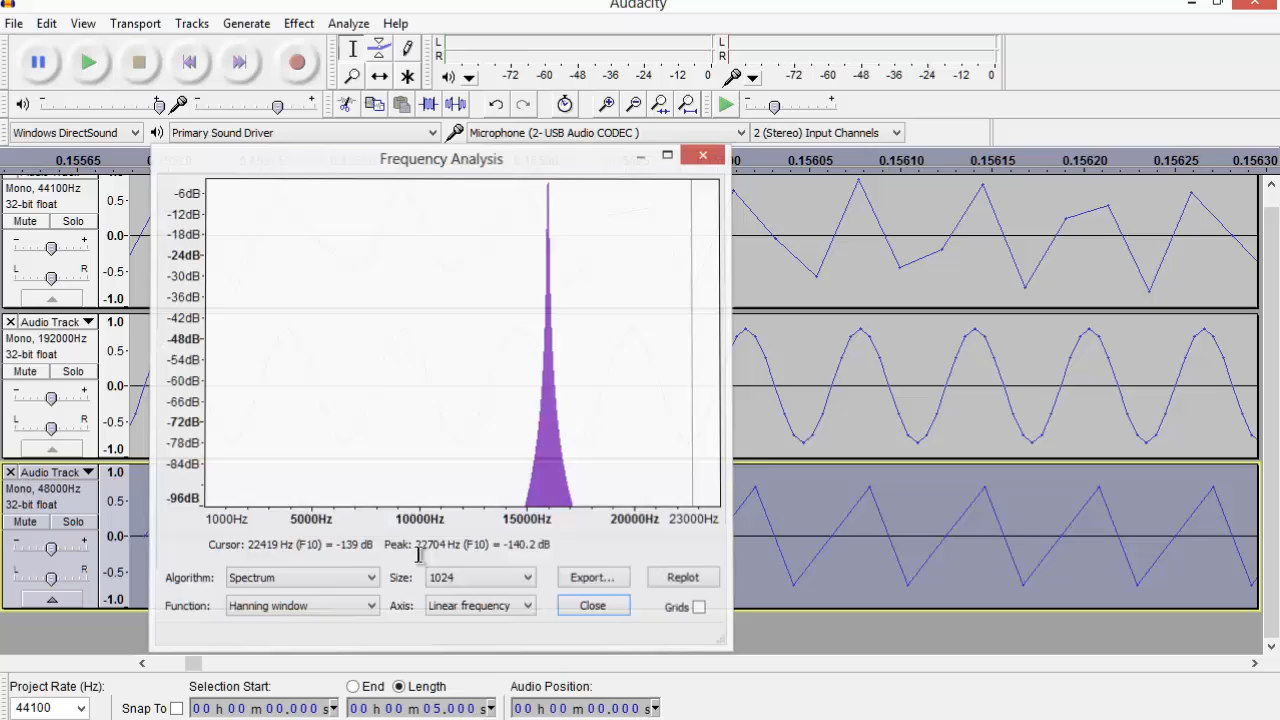 Audacity
File Edit View Transport Tracks Generate Effect Analyze Help
L
R
-72 -60 -48 -36 -24 -12 0
L
R
-72 -60 -48 -36 -24 -12 0
Windows DirectSound
Primary Sound Driver
Microphone (2- USB Audio CODEC )
2 (Stereo) Input Channels
0.15565
0.15605 0.15610 0.15615 0.15620 0.15625 0.15630
Mono, 44100Hz
32-bit float
Mute Solo
- +
L R
0.5-
0.0-
-0.5-
-1.0
Audio Track
Mono, 192000Hz
32-bit float
Mute Solo
- +
L R
1.0
0.5-
0.0-
-0.5-
-1.0
Audio Track
Mono, 48000Hz
32-bit float
Mute Solo
- +
L R
1.0
0.5-
0.0-
-0.5-
-1.0
Frequency Analysis
-6dB
-12dB
-18dB
-24dB
-30dB
-36dB
-42dB
-48dB
-54dB
-60dB
-66dB
-72dB
-78dB
-84dB
-96dB
1000Hz 5000Hz 10000Hz 15000Hz 20000Hz 23000Hz
Cursor: 22419 Hz (F10) = -139 dB Peak: 22704 Hz (F10) = -140.2 dB
Algorithm: Spectrum Size: 1024 Export... Replot
Function: Hanning window Axis: Linear frequency Close Grids
Project Rate (Hz): Selection Start: End Length Audio Position:
44100 Snap To 00 h 00 m 00.000 s 00 h 00 m 05.000 s 00 h 00 m 00.000 s